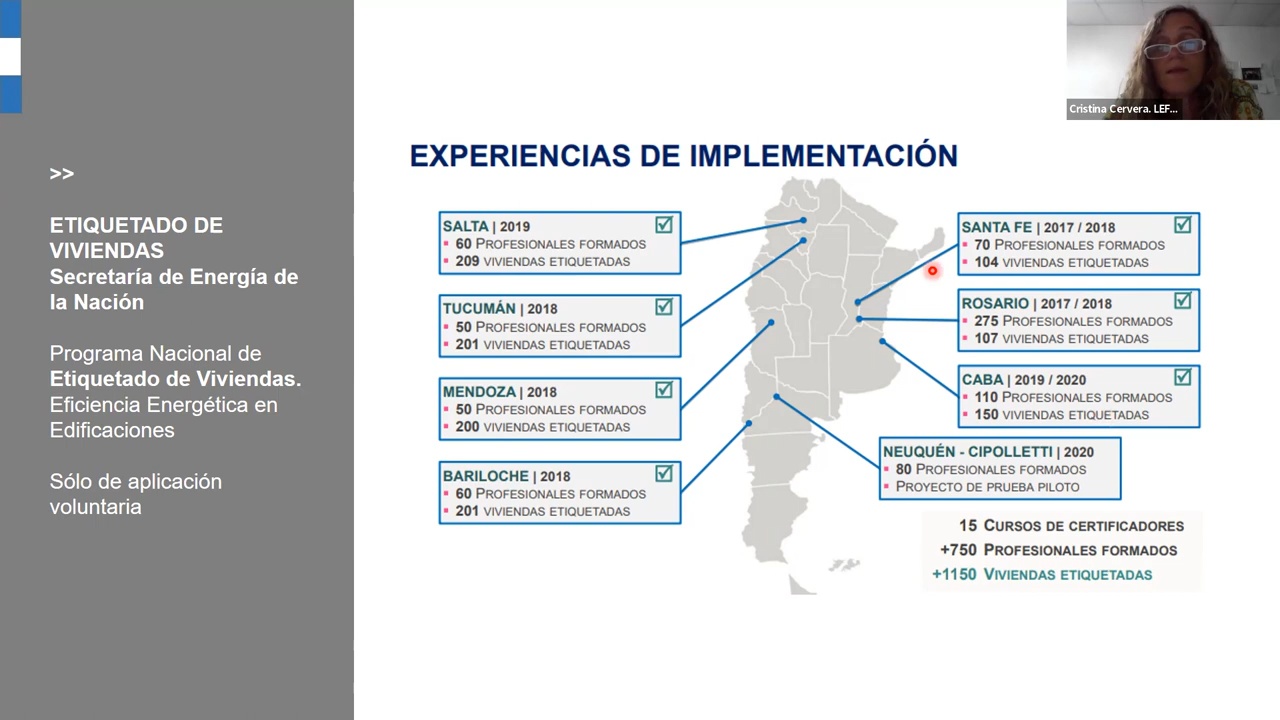 >>
ETIQUETADO DE
VIVIENDAS
Secretaría de Energía de
la Nación
Programa Nacional de
Etiquetado de Viviendas.
Eficiencia Energética en
Edificaciones
Sólo de aplicación
voluntaria
EXPERIENCIAS DE IMPLEMENTACIÓN
SALTA | 2019
60 PROFESIONALES FORMADOS
209 VIVIENDAS ETIQUETADAS
TUCUMÁN | 2018
50 PROFESIONALES FORMADOS
201 VIVIENDAS ETIQUETADAS
MENDOZA | 2018
50 PROFESIONALES FORMADOS
200 VIVIENDAS ETIQUETADAS
BARILOCHE | 2018
60 PROFESIONALES FORMADOS
201 VIVIENDAS ETIQUETADAS
SANTA FE | 2017 / 2018
70 PROFESIONALES FORMADOS
104 VIVIENDAS ETIQUETADAS
ROSARIO | 2017 / 2018
275 PROFESIONALES FORMADOS
107 VIVIENDAS ETIQUETADAS
CABA | 2019 / 2020
110 PROFESIONALES FORMADOS
150 VIVIENDAS ETIQUETADAS
NEUQUÉN - CIPOLLETTI | 2020
80 PROFESIONALES FORMADOS
PROYECTO DE PRUEBA PILOTO
15 CURSOS DE CERTIFICADORES
+750 PROFESIONALES FORMADOS
+1150 VIVIENDAS ETIQUETADAS
Cristina Cervera. LEF...